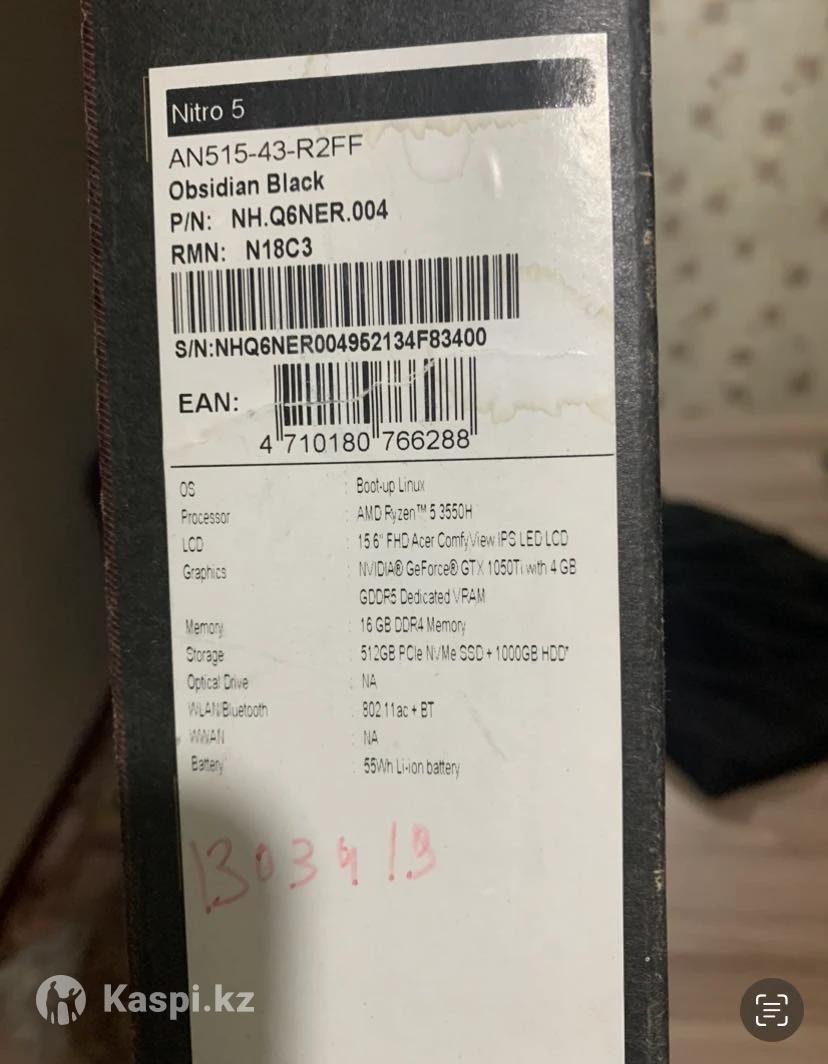 Nitro 5
AN515-43-R2FF
Obsidian Black
P/N: NH.Q6NER.004
RMN: N18C3
S/N:NHQ6NER004952134F83400
EAN:
4 710180 766288
OS : Boot-up Linux
Processor : AMD Ryzen™ 5 3550H
LCD : 15.6" FHD Acer ComfyView IPS LED LCD
Graphics : NVIDIA® GeForce® GTX 1050Ti with 4 GB
GDDR5 Dedicated VRAM
Memory : 16 GB DDR4 Memory
Storage : 512GB PCIe NVMe SSD + 1000GB HDD*
Optical Drive : NA
WLAN/Bluetooth : 802.11ac + BT
WWAN : NA
Battery : 55Wh Li-ion battery
Kaspi.kz